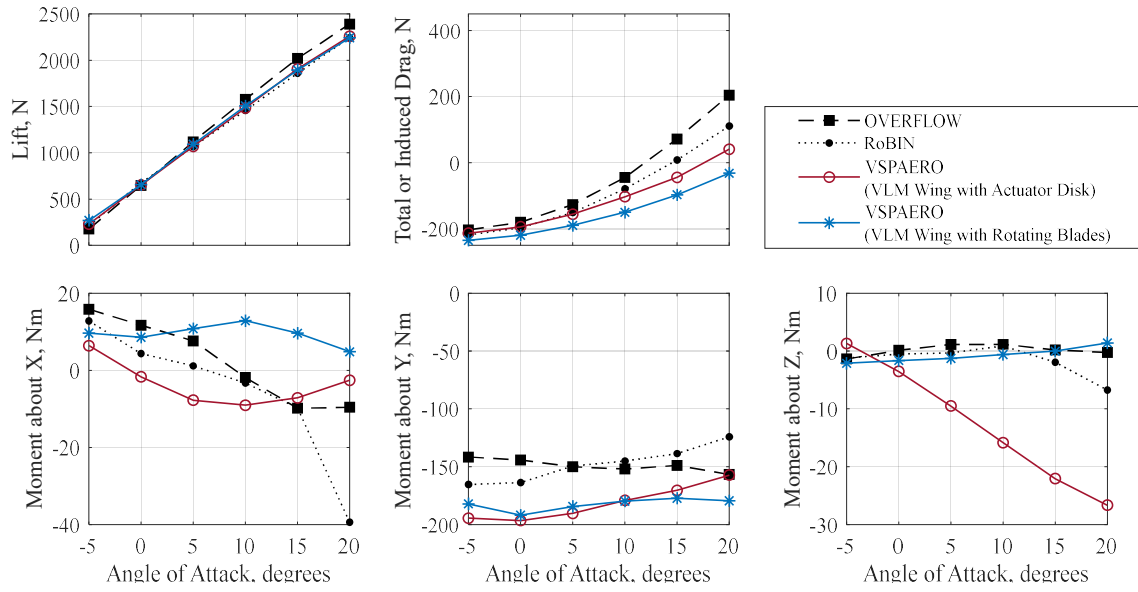 2500
2000
1500
1000
500
0
Lift, N
400
200
0
-200
Total or Induced Drag, N
OVERFLOW
RoBIN
VSPAERO
(VLM Wing with Actuator Disk)
VSPAERO
(VLM Wing with Rotating Blades)
20
0
-20
-40
Moment about X, Nm
-5 0 5 10 15 20
Angle of Attack, degrees
0
-50
-100
-150
-200
Moment about Y, Nm
-5 0 5 10 15 20
Angle of Attack, degrees
10
0
-10
-20
-30
Moment about Z, Nm
-5 0 5 10 15 20
Angle of Attack, degrees